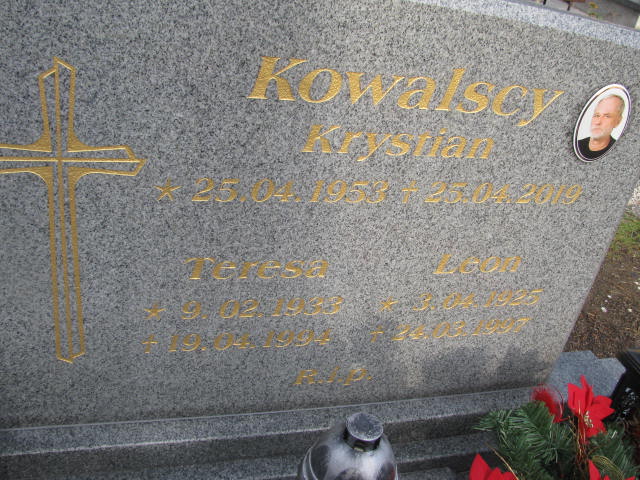 Kowalscy
Krystian
★ 25.04.1953 † 25.04.2019
Teresa
★ 9.02.1933
† 19.04.1994
Leon
★ 3.04.1925
† 24.03.1997
R.I.P.